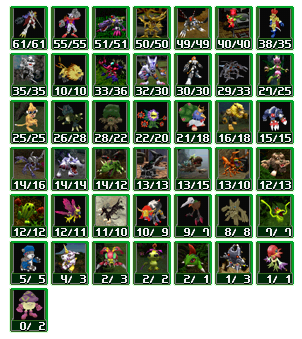 61/61 55/55 51/51 50/50 49/49 40/40 38/35
35/35 10/10 33/36 32/30 30/30 29/33 29/25
25/25 26/28 28/22 22/20 21/18 16/18 15/15
14/16 14/14 14/12 13/13 13/15 13/10 12/13
12/12 12/11 11/10 10/ 9 9/ 7 8/ 8 7/ 7
5/ 5 4/ 3 2/ 3 2/ 2 2/ 1 1/ 3 1/ 1
0/ 2